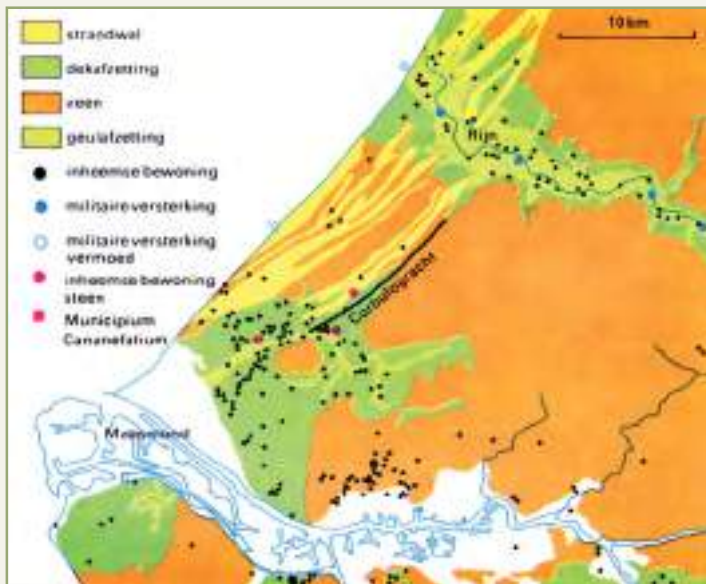 strandwal
dekafzetting
veen
geulafzetting
inheemse bewoning
militaire versterking
militaire versterking
vermoed
inheemse bewoning
steen
Municipium
Cananefatium
10 km
Rijn
Corbulogracht
Maasmond